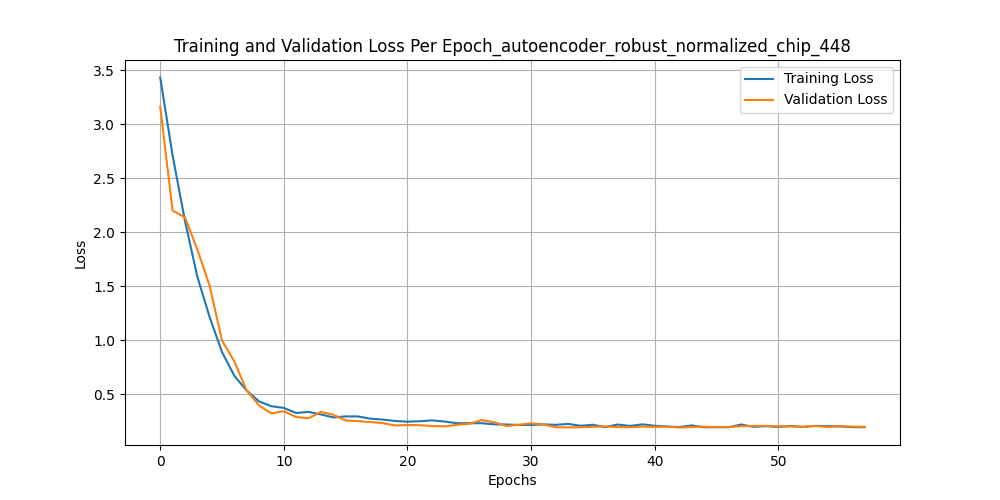 Training and Validation Loss Per Epoch_autoencoder_robust_normalized_chip_448
Training Loss
Validation Loss
3.5
3.0
2.5
2.0
1.5
1.0
0.5
Loss
0
10
20
30
40
50
Epochs